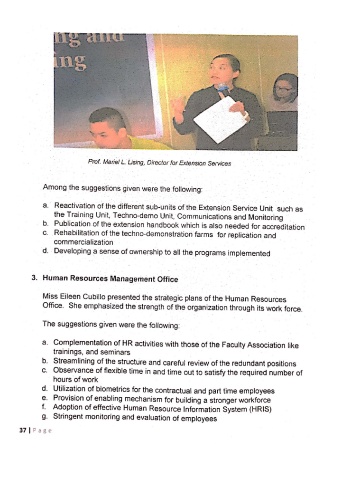 ng and
ing
Prof. Mariel L. Lising, Director for Extension Services
Among the suggestions given were the following:
a. Reactivation of the different sub-units of the Extension Service Unit such as
the Training Unit, Techno-demo Unit, Communications and Monitoring
b. Publication of the extension handbook which is also needed for accreditation
c. Rehabilitation of the techno-demonstration farms for replication and
commercialization
d. Developing a sense of ownership to all the programs implemented
3. Human Resources Management Office
Miss Eileen Cubillo presented the strategic plans of the Human Resources
Office. She emphasized the strength of the organization through its work force.
The suggestions given were the following:
a. Complementation of HR activities with those of the Faculty Association like
trainings, and seminars
b. Streamlining of the structure and careful review of the redundant positions
c. Observance of flexible time in and time out to satisfy the required number of
hours of work
d. Utilization of biometrics for the contractual and part time employees
e. Provision of enabling mechanism for building a stronger workforce
f. Adoption of effective Human Resource Information System (HRIS)
g. Stringent monitoring and evaluation of employees
37 | Page